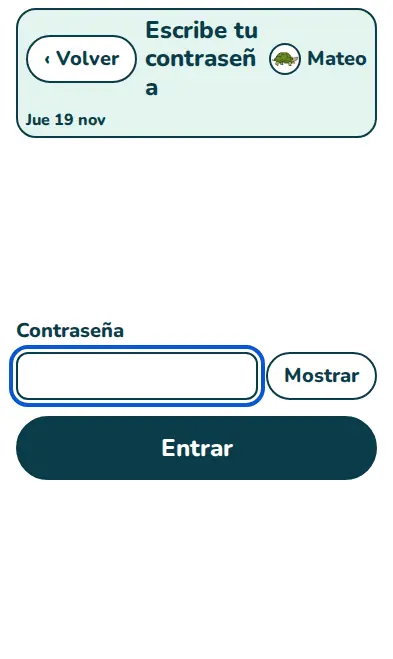 ‹ Volver
Escribe tu
contraseñ
a
Mateo
Jue 19 nov
Contraseña
Mostrar
Entrar